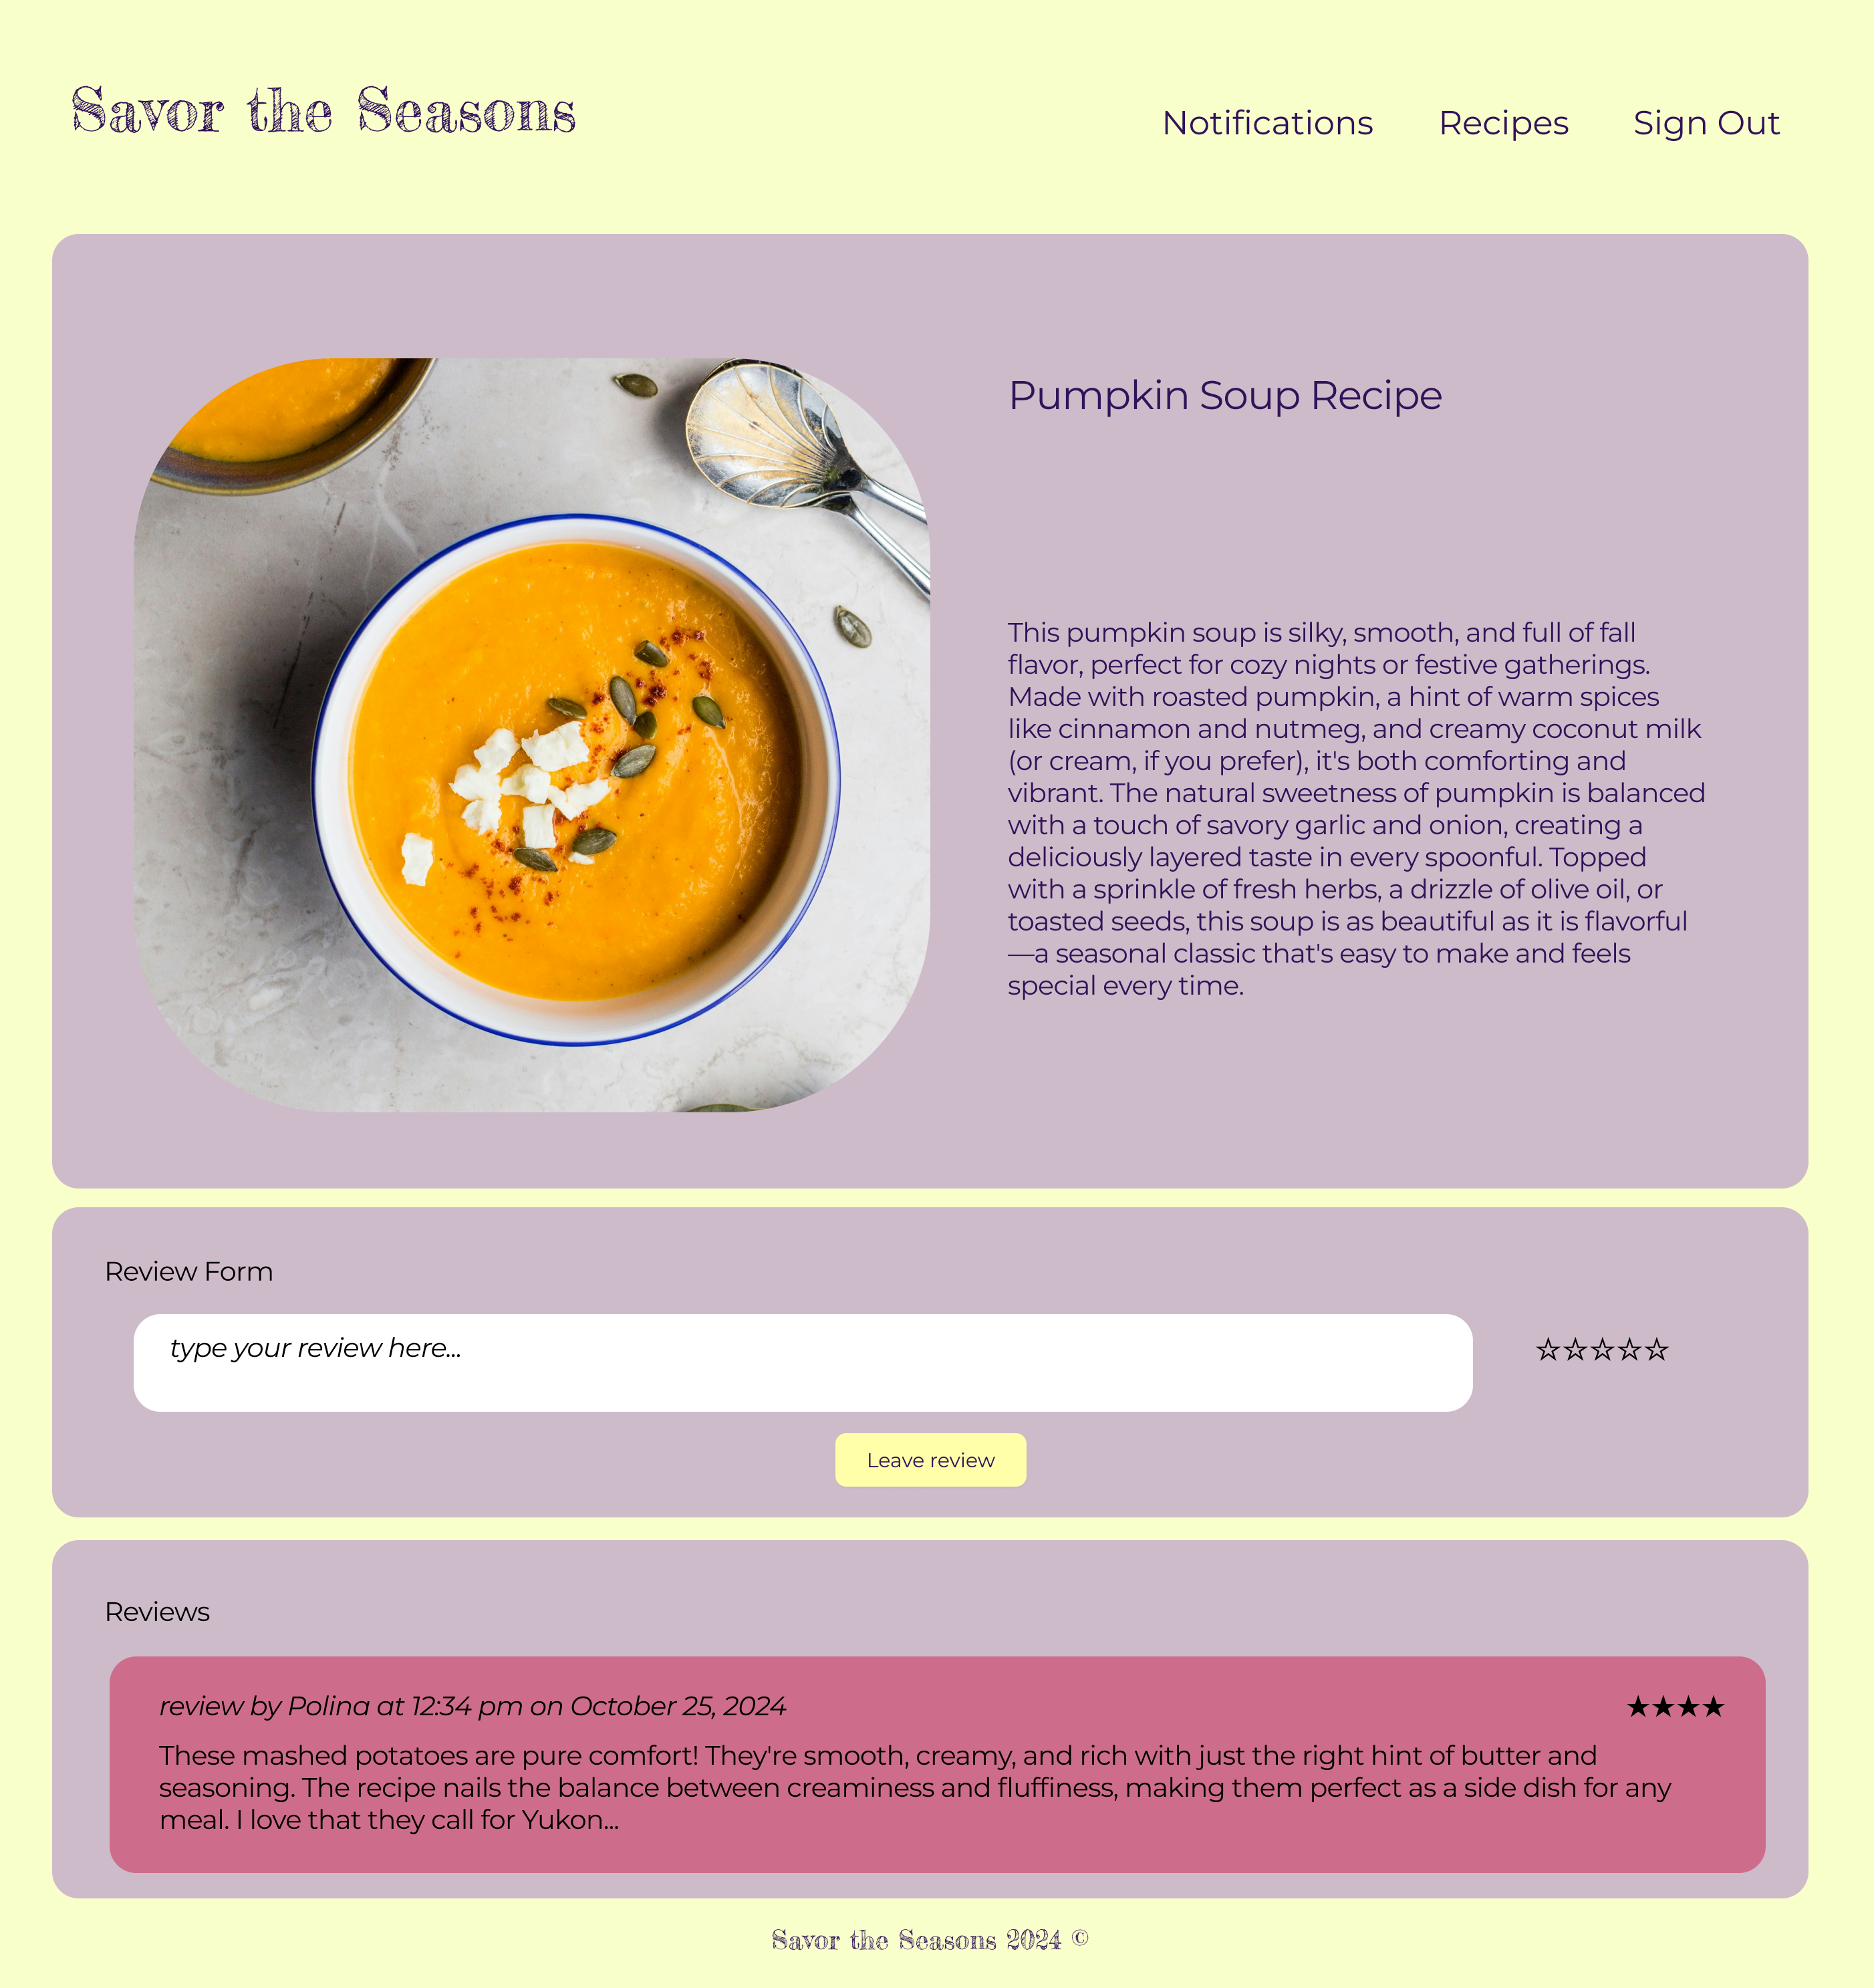 Savor the Seasons
Notifications Recipes Sign Out
Pumpkin Soup Recipe
This pumpkin soup is silky, smooth, and full of fall
flavor, perfect for cozy nights or festive gatherings.
Made with roasted pumpkin, a hint of warm spices
like cinnamon and nutmeg, and creamy coconut milk
(or cream, if you prefer), it's both comforting and
vibrant. The natural sweetness of pumpkin is balanced
with a touch of savory garlic and onion, creating a
deliciously layered taste in every spoonful. Topped
with a sprinkle of fresh herbs, a drizzle of olive oil, or
toasted seeds, this soup is as beautiful as it is flavorful
—a seasonal classic that's easy to make and feels
special every time.
Review Form
type your review here...
☆☆☆☆☆
Leave review
Reviews
review by Polina at 12:34 pm on October 25, 2024 ★★★★
These mashed potatoes are pure comfort! They're smooth, creamy, and rich with just the right hint of butter and
seasoning. The recipe nails the balance between creaminess and fluffiness, making them perfect as a side dish for any
meal. I love that they call for Yukon...
Savor the Seasons 2024 ©